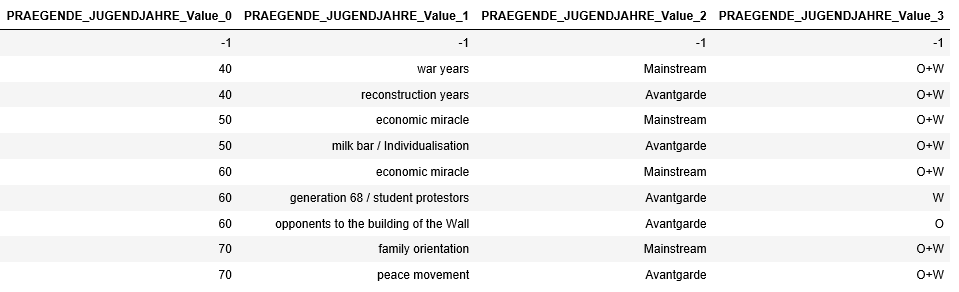 PRAEGENDE_JUGENDJAHRE_Value_0 PRAEGENDE_JUGENDJAHRE_Value_1 PRAEGENDE_JUGENDJAHRE_Value_2 PRAEGENDE_JUGENDJAHRE_Value_3
-1 -1 -1 -1
40 war years Mainstream O+W
40 reconstruction years Avantgarde O+W
50 economic miracle Mainstream O+W
50 milk bar / Individualisation Avantgarde O+W
60 economic miracle Mainstream O+W
60 generation 68 / student protestors Avantgarde W
60 opponents to the building of the Wall Avantgarde O
70 family orientation Mainstream O+W
70 peace movement Avantgarde O+W